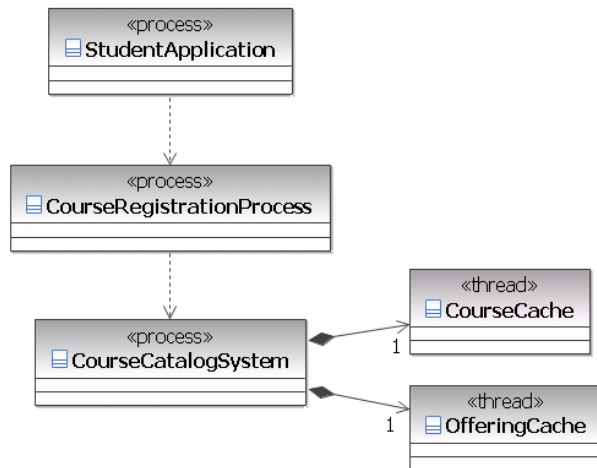 «process»
StudentApplication
«process»
CourseRegistrationProcess
«process»
CourseCatalogSystem
«thread»
CourseCache
1
«thread»
OfferingCache
1